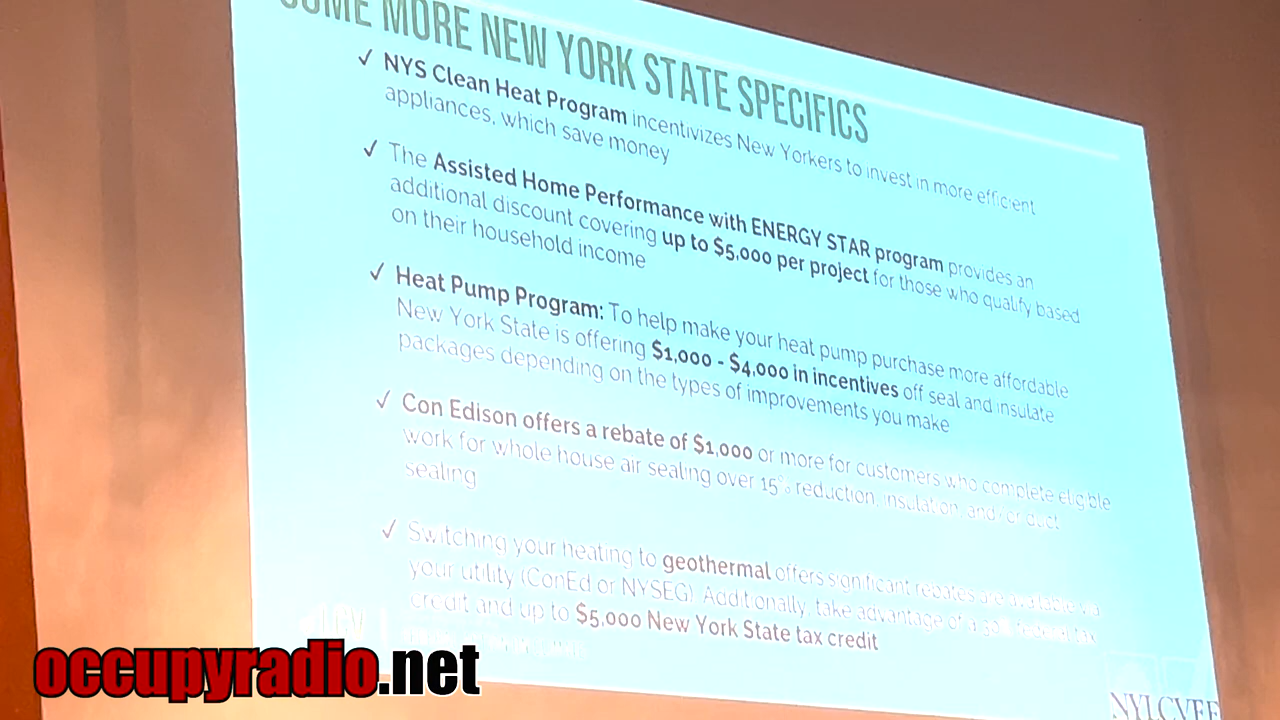 SOME MORE NEW YORK STATE SPECIFICS
✓ NYS Clean Heat Program incentivizes New Yorkers to invest in more efficient
appliances, which save money
✓ The Assisted Home Performance with ENERGY STAR program provides an
additional discount covering up to $5,000 per project for those who qualify based
on their household income
✓ Heat Pump Program: To help make your heat pump purchase more affordable
New York State is offering $1,000 - $4,000 in incentives off seal and insulate
packages depending on the types of improvements you make
✓ Con Edison offers a rebate of $1,000 or more for customers who complete eligible
work for whole house air sealing over 15% reduction, insulation, and/or duct
sealing
✓ Switching your heating to geothermal offers significant rebates are available via
your utility (ConEd or NYSEG). Additionally, take advantage of a 30% federal tax
credit and up to $5,000 New York State tax credit
LCV
NYLCVEF
occupyradio.net